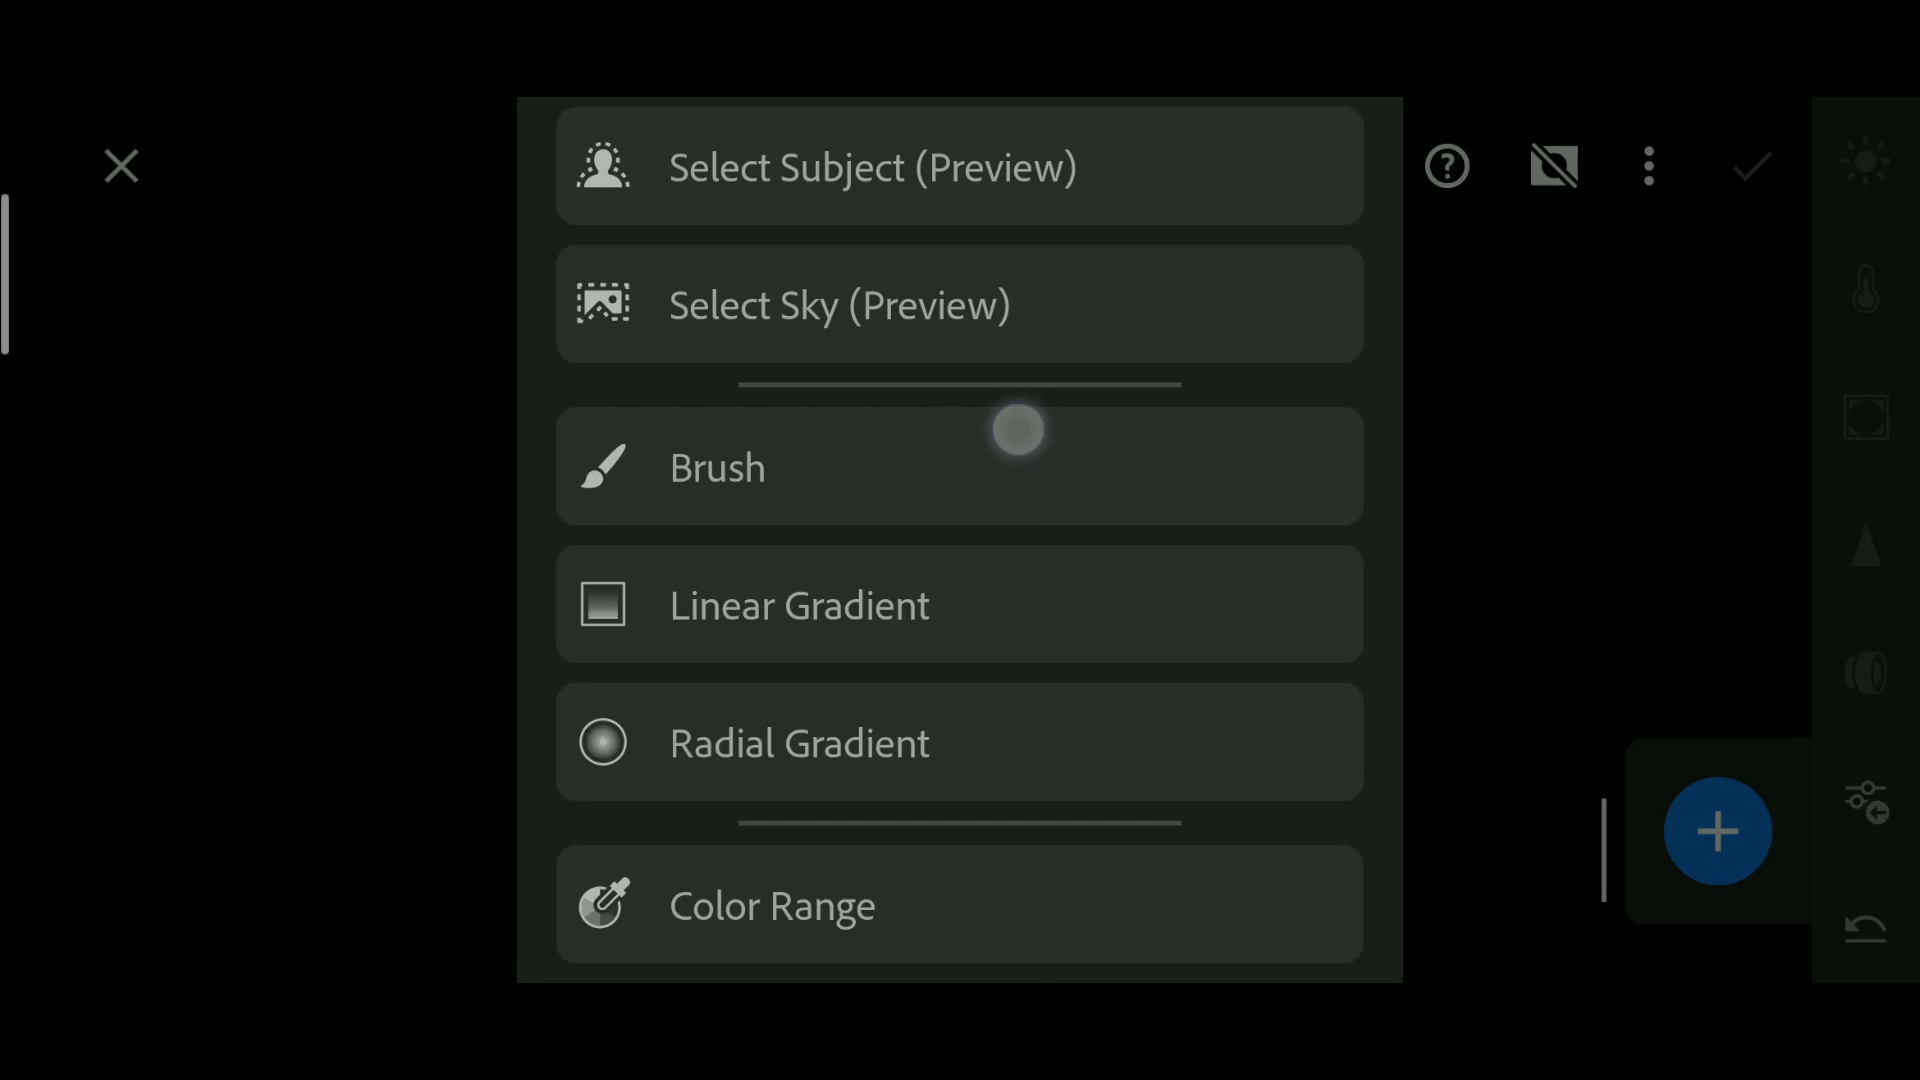 Select Subject (Preview)
Select Sky (Preview)
Brush
Linear Gradient
Radial Gradient
Color Range